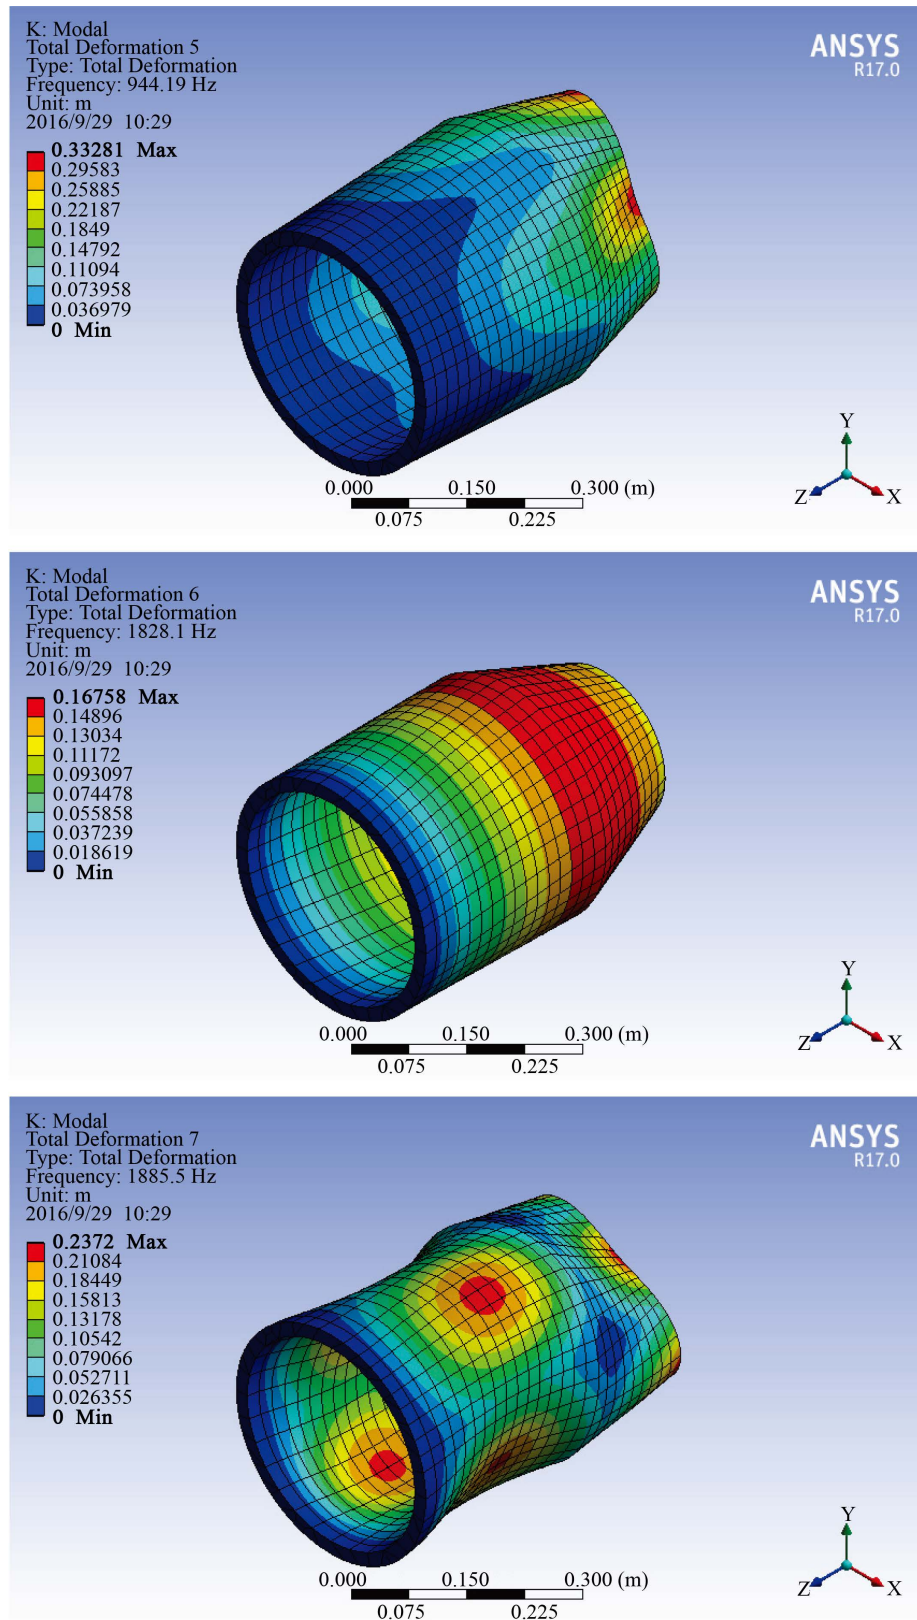 K: Modal
Total Deformation 5
Type: Total Deformation
Frequency: 944.19 Hz
Unit: m
2016/9/29 10:29
ANSYS
R17.0
0.33281 Max
0.29583
0.25885
0.22187
0.1849
0.14792
0.11094
0.073958
0.036979
0 Min
0.000 0.150 0.300 (m)
0.075 0.225
Y
Z X
K: Modal
Total Deformation 6
Type: Total Deformation
Frequency: 1828.1 Hz
Unit: m
2016/9/29 10:29
ANSYS
R17.0
0.16758 Max
0.14896
0.13034
0.11172
0.093097
0.074478
0.055858
0.037239
0.018619
0 Min
0.000 0.150 0.300 (m)
0.075 0.225
Y
Z X
K: Modal
Total Deformation 7
Type: Total Deformation
Frequency: 1885.5 Hz
Unit: m
2016/9/29 10:29
ANSYS
R17.0
0.2372 Max
0.21084
0.18449
0.15813
0.13178
0.10542
0.079066
0.052711
0.026355
0 Min
0.000 0.150 0.300 (m)
0.075 0.225
Y
Z X